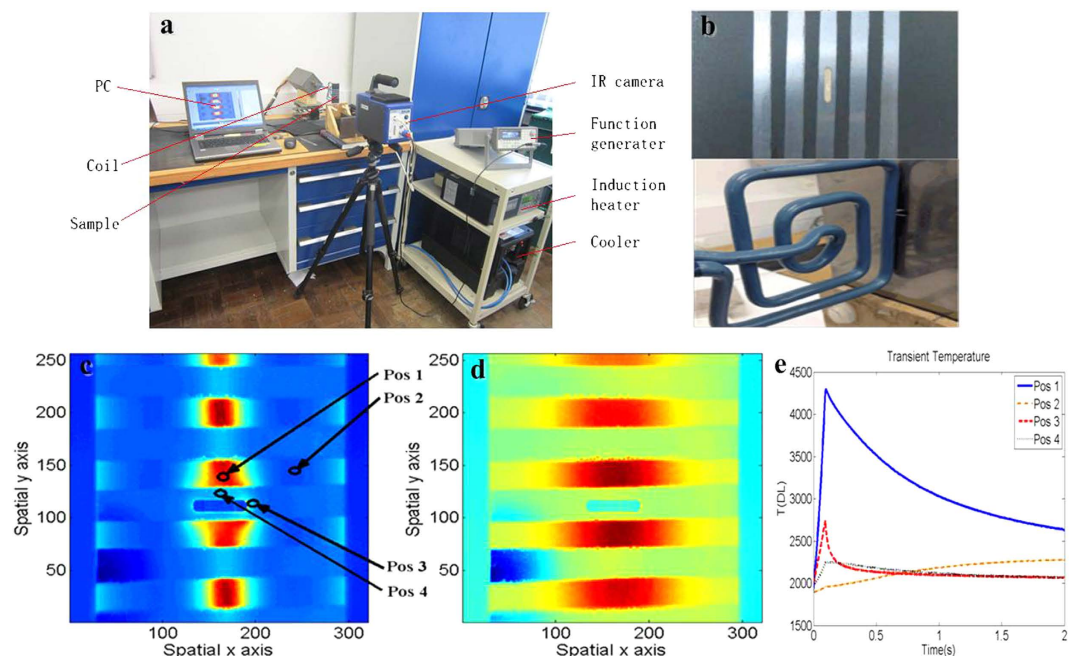 a
PC
Coil
Sample
IR camera
Function
generater
Induction
heater
Cooler
b
c
250
200
150
100
50
100
200
300
Spatial y axis
Spatial x axis
Pos 1
Pos 2
Pos 3
Pos 4
d
250
200
150
100
50
100
200
300
Spatial y axis
Spatial x axis
e
Transient Temperature
4500
4000
3500
3000
2500
2000
1500
T(DL)
0
0.5
1
1.5
2
Time(s)
Pos 1
Pos 2
Pos 3
Pos 4